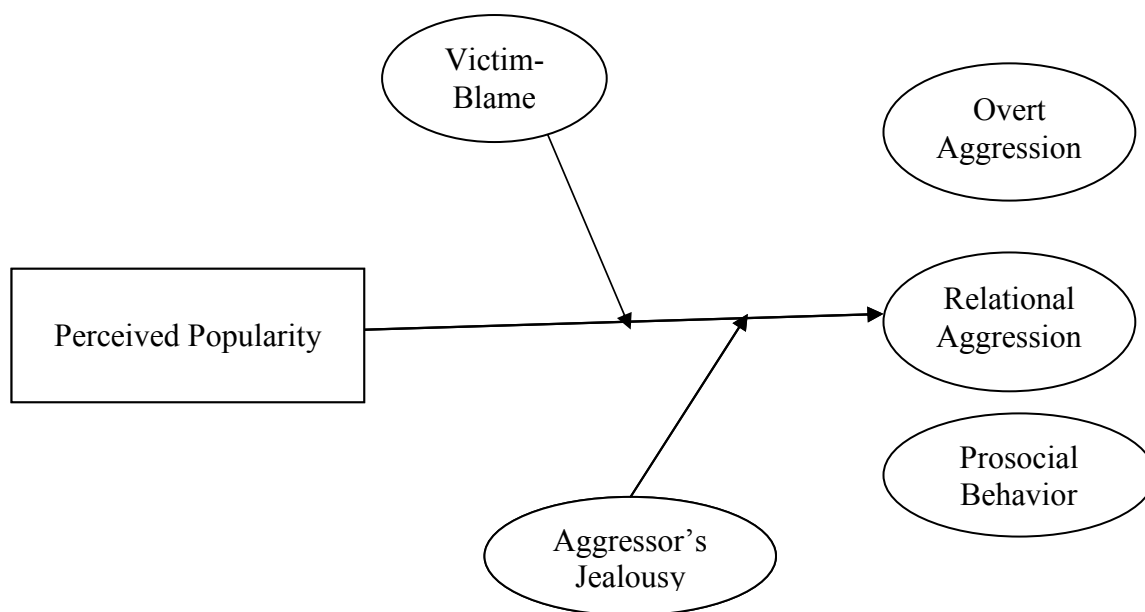 Victim-
Blame
Overt
Aggression
Perceived Popularity
Relational
Aggression
Prosocial
Behavior
Aggressor’s
Jealousy